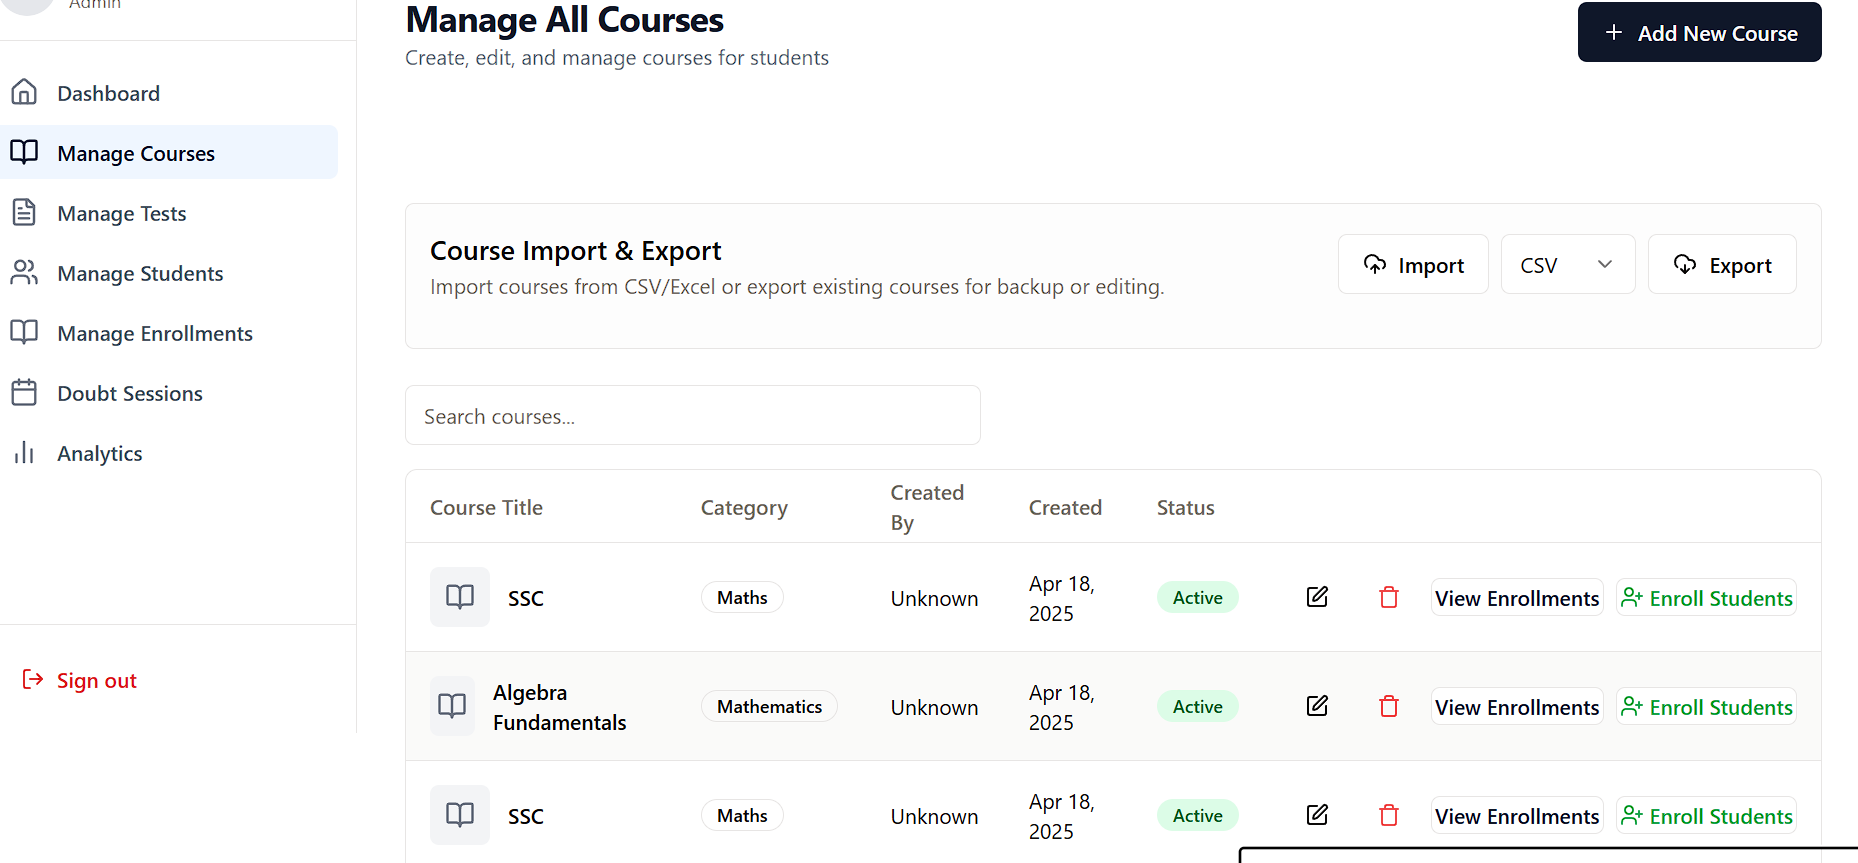 Admin
Dashboard
Manage Courses
Manage Tests
Manage Students
Manage Enrollments
Doubt Sessions
Analytics
Sign out
Manage All Courses
Create, edit, and manage courses for students
Add New Course
Course Import & Export
Import courses from CSV/Excel or export existing courses for backup or editing.
Import
CSV
Export
Search courses...
Course Title Category Created By Created Status
SSC Maths Unknown Apr 18, 2025 Active View Enrollments Enroll Students
Algebra Fundamentals Mathematics Unknown Apr 18, 2025 Active View Enrollments Enroll Students
SSC Maths Unknown Apr 18, 2025 Active View Enrollments Enroll Students